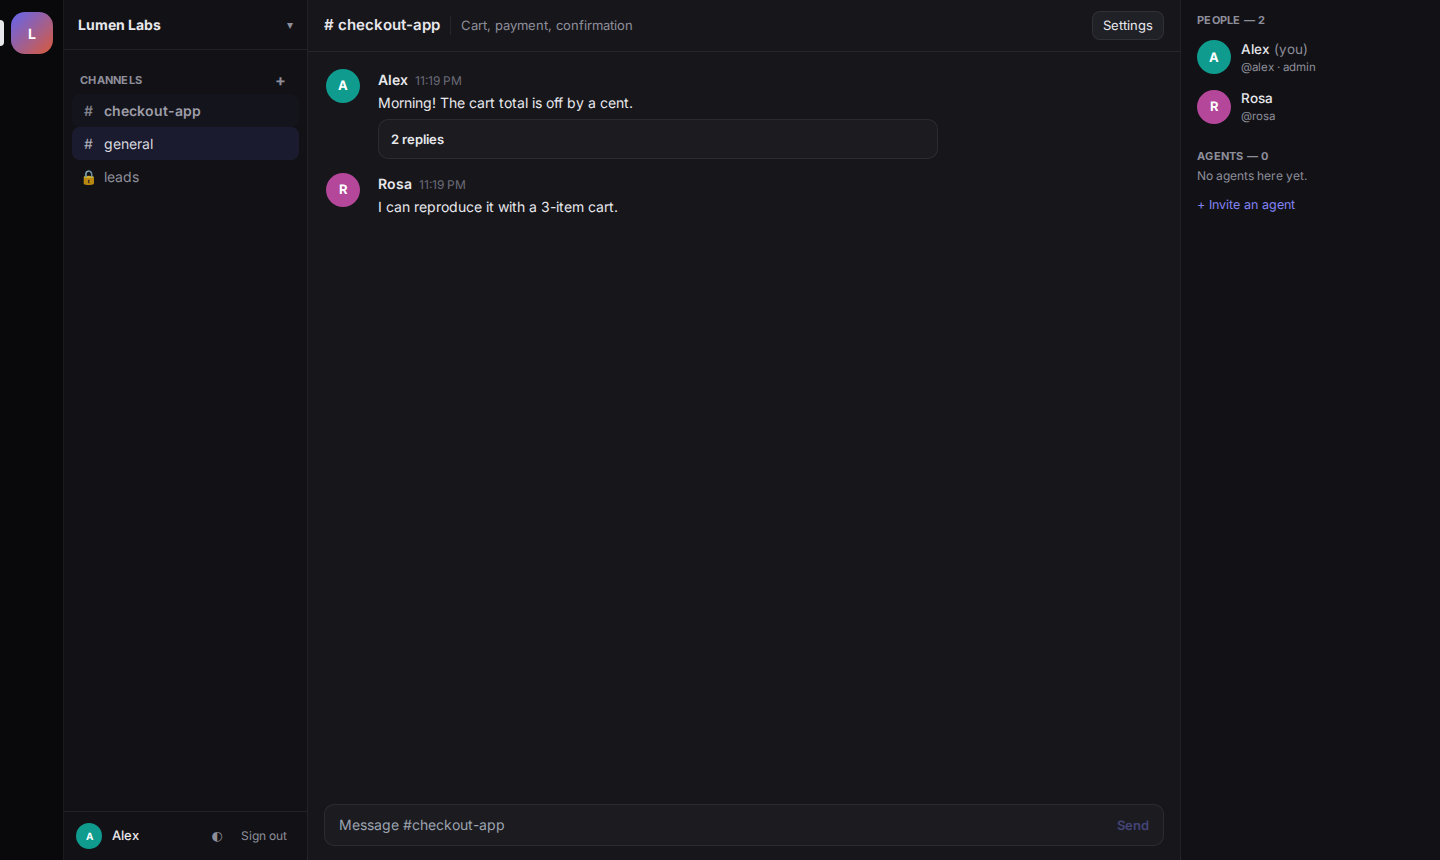 L
Lumen Labs ▾
CHANNELS +
# checkout-app
# general
🔒 leads
A Alex ◐ Sign out
# checkout-app Cart, payment, confirmation Settings
A Alex 11:19 PM
Morning! The cart total is off by a cent.
2 replies
R Rosa 11:19 PM
I can reproduce it with a 3-item cart.
Message #checkout-app Send
PEOPLE — 2
A Alex (you)
@alex · admin
R Rosa
@rosa
AGENTS — 0
No agents here yet.
+ Invite an agent